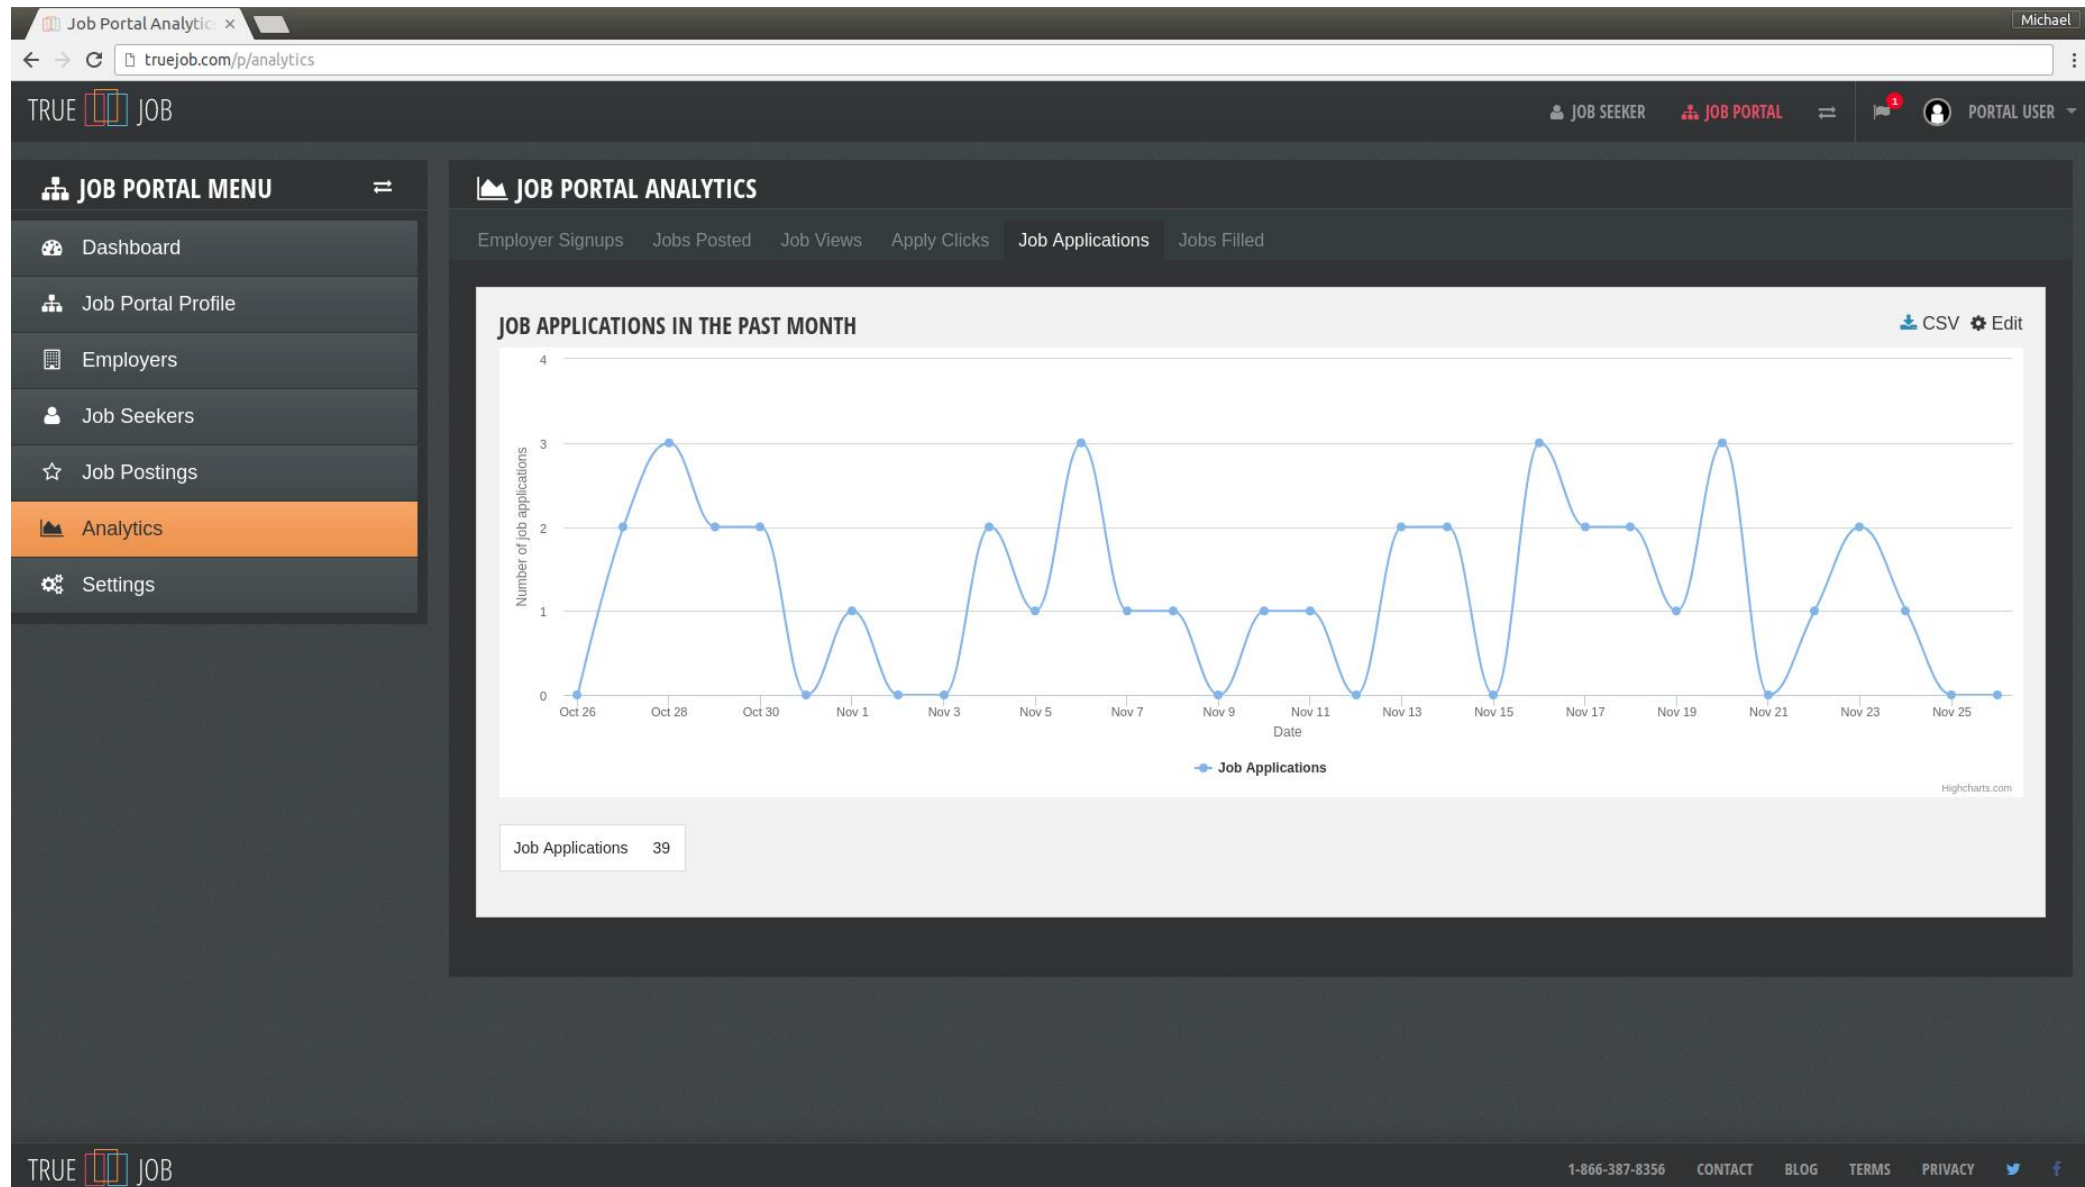 Job Portal Analytic
Michael
truejob.com/p/analytics
TRUE JOB
JOB SEEKER
JOB PORTAL
1
PORTAL USER
JOB PORTAL MENU
Dashboard
Job Portal Profile
Employers
Job Seekers
Job Postings
Analytics
Settings
JOB PORTAL ANALYTICS
Employer Signups Jobs Posted Job Views Apply Clicks Job Applications Jobs Filled
JOB APPLICATIONS IN THE PAST MONTH
CSV Edit
Number of job applications
4
3
2
1
0
Oct 26 Oct 28 Oct 30 Nov 1 Nov 3 Nov 5 Nov 7 Nov 9 Nov 11 Nov 13 Nov 15 Nov 17 Nov 19 Nov 21 Nov 23 Nov 25
Date
Job Applications
Highcharts.com
Job Applications 39
TRUE JOB
1-866-387-8356 CONTACT BLOG TERMS PRIVACY